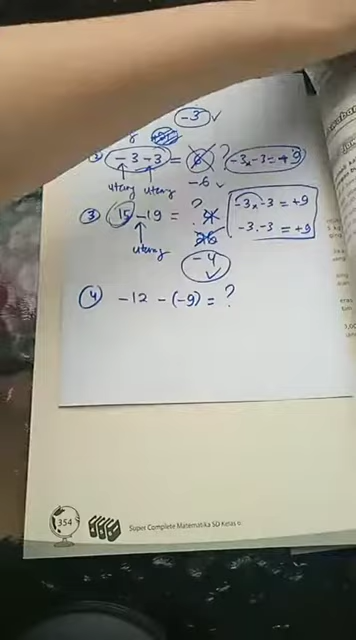 -3 ✓
-3 -3 = 6 ? -3 x -3 = +9
utang utang -6 ✓
③ 15 -19 = ? -3 x -3 = +9
-3 . -3 = +9
utang
-4 ✓
④ -12 - (-9) = ?
354 Super Complete Matematika SD Kelas 6